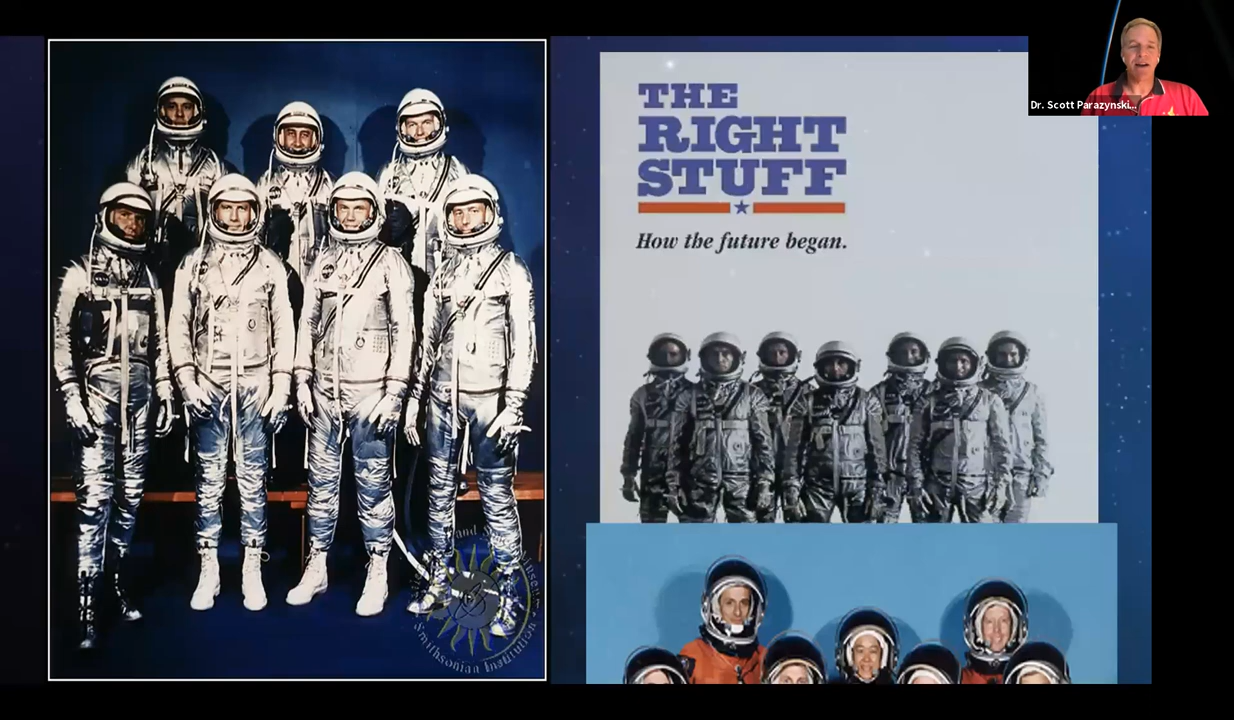 THE
RIGHT
STUFF
How the future began.
Dr. Scott Parazynski...
Smithsonian Institution